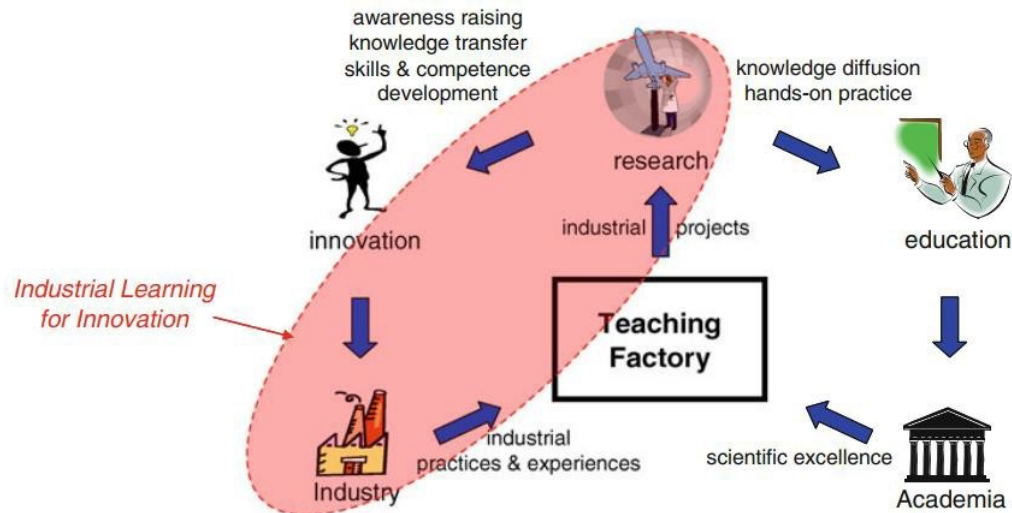 awareness raising
knowledge transfer
skills & competence
development
knowledge diffusion
hands-on practice
research
innovation
industrial projects
education
Industrial Learning
for Innovation
Teaching
Factory
industrial
practices & experiences
scientific excellence
Industry
Academia